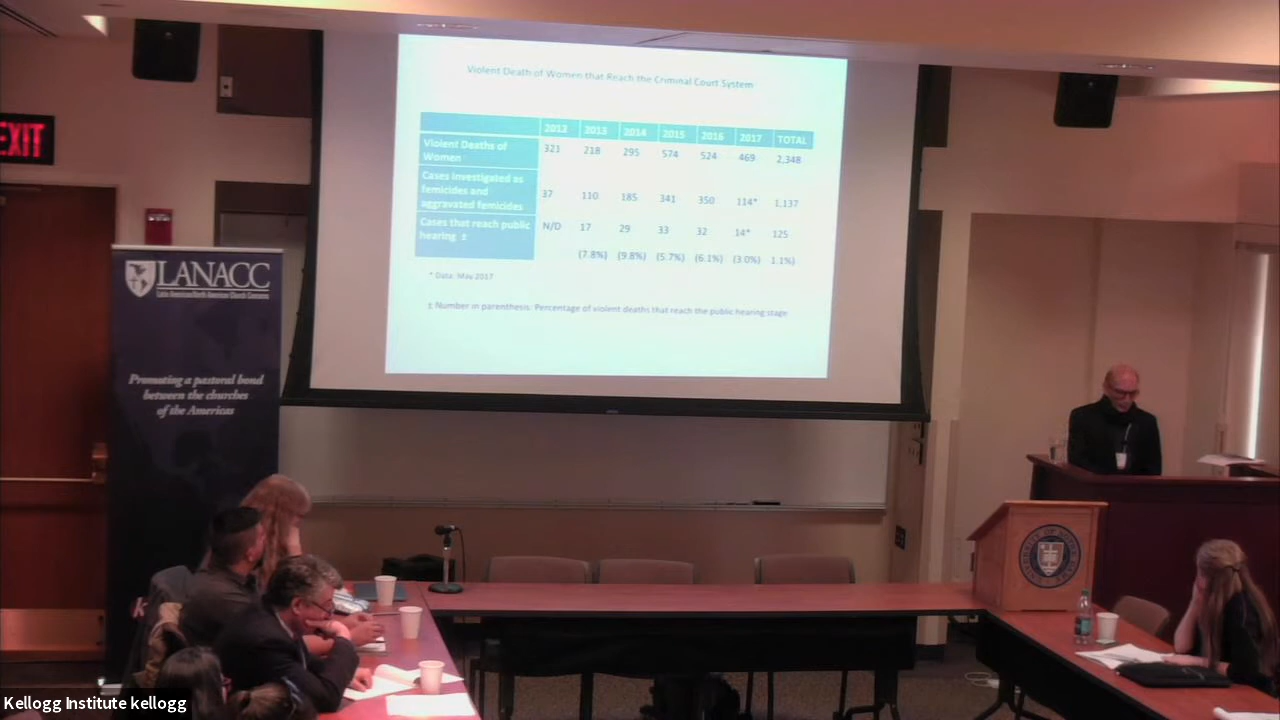 Violent Death of Women that Reach the Criminal Court System
2012 2013 2014 2015 2016 2017 TOTAL
Violent Deaths of
Women
321 218 295 574 524 469 2,348
Cases investigated as
femicides and
aggravated femicides
37 110 185 341 350 114* 1,137
Cases that reach public
hearing ±
N/D 17 29 33 32 14* 125
(7.8%) (9.8%) (5.7%) (6.1%) (3.0%) 1.1%)
* Data: May 2017
± Number in parenthesis: Percentage of violent deaths that reach the public hearing stage
EXIT
LANACC
Latin American/North American Church Concerns
Promoting a pastoral bond
between the churches
of the Americas
Kellogg Institute kellogg